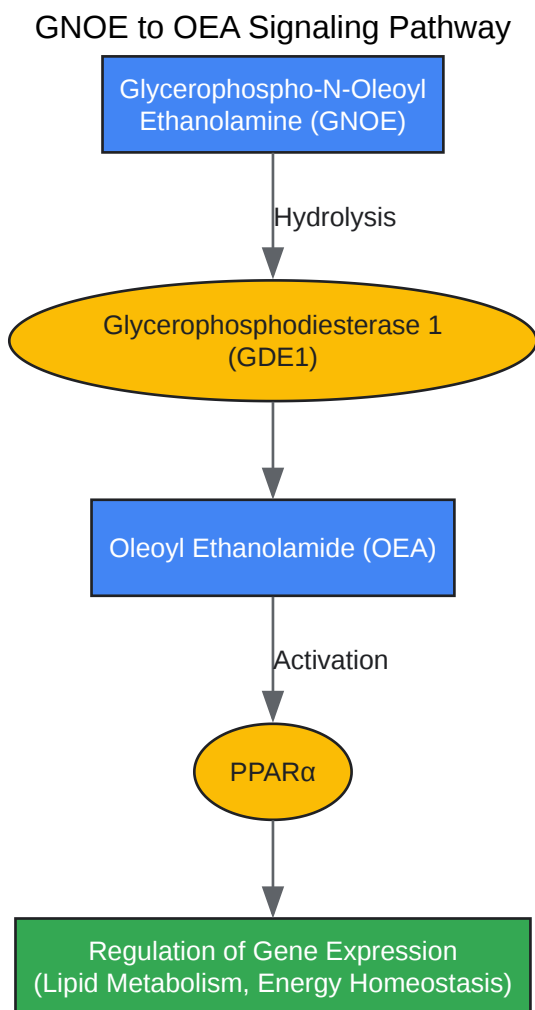 GNOE to OEA Signaling Pathway
Glycerophospho-N-Oleoyl
Ethanolamine (GNOE)
Hydrolysis
Glycerophosphodiesterase 1
(GDE1)
Oleoyl Ethanolamide (OEA)
Activation
PPARα
Regulation of Gene Expression
(Lipid Metabolism, Energy Homeostasis)